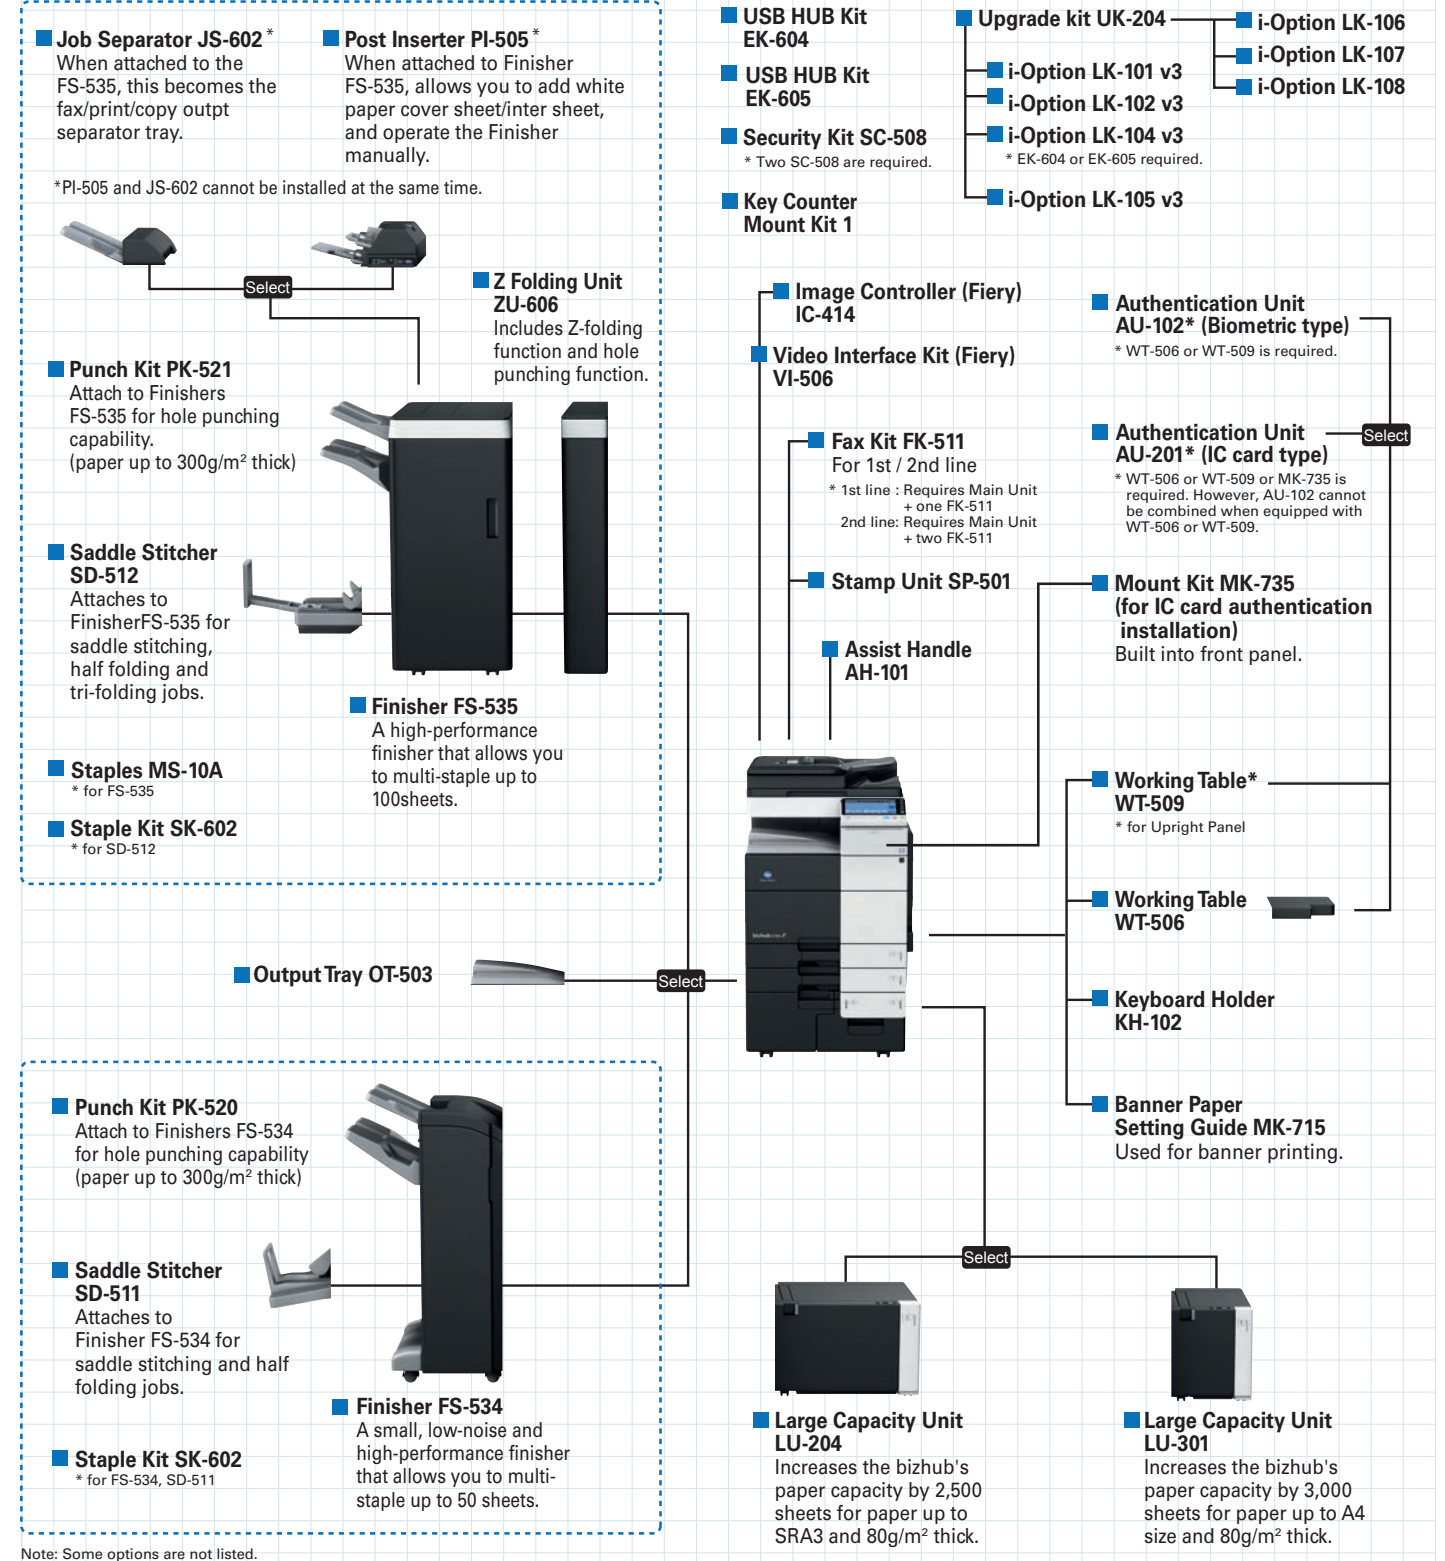 Job Separator JS-602*
When attached to the
FS-535, this becomes the
fax/print/copy outpt
separator tray.
Post Inserter PI-505*
When attached to Finisher
FS-535, allows you to add white
paper cover sheet/inter sheet,
and operate the Finisher
manually.
*PI-505 and JS-602 cannot be installed at the same time.
Select
Z Folding Unit
ZU-606
Includes Z-folding
function and hole
punching function.
Punch Kit PK-521
Attach to Finishers
FS-535 for hole punching
capability.
(paper up to 300g/m² thick)
Saddle Stitcher
SD-512
Attaches to
FinisherFS-535 for
saddle stitching,
half folding and
tri-folding jobs.
Finisher FS-535
A high-performance
finisher that allows you
to multi-staple up to
100sheets.
Staples MS-10A
* for FS-535
Staple Kit SK-602
* for SD-512
USB HUB Kit
EK-604
USB HUB Kit
EK-605
Security Kit SC-508
* Two SC-508 are required.
Key Counter
Mount Kit 1
Upgrade kit UK-204
i-Option LK-101 v3
i-Option LK-102 v3
i-Option LK-104 v3
* EK-604 or EK-605 required.
i-Option LK-105 v3
i-Option LK-106
i-Option LK-107
i-Option LK-108
Image Controller (Fiery)
IC-414
Video Interface Kit (Fiery)
VI-506
Fax Kit FK-511
For 1st / 2nd line
* 1st line : Requires Main Unit
+ one FK-511
2nd line: Requires Main Unit
+ two FK-511
Stamp Unit SP-501
Assist Handle
AH-101
Authentication Unit
AU-102* (Biometric type)
* WT-506 or WT-509 is required.
Select
Authentication Unit
AU-201* (IC card type)
* WT-506 or WT-509 or MK-735 is
required. However, AU-102 cannot
be combined when equipped with
WT-506 or WT-509.
Mount Kit MK-735
(for IC card authentication
installation)
Built into front panel.
Working Table*
WT-509
* for Upright Panel
Working Table
WT-506
Keyboard Holder
KH-102
Banner Paper
Setting Guide MK-715
Used for banner printing.
Output Tray OT-503
Select
bizhub
Punch Kit PK-520
Attach to Finishers FS-534
for hole punching capability
(paper up to 300g/m² thick)
Saddle Stitcher
SD-511
Attaches to
Finisher FS-534 for
saddle stitching and half
folding jobs.
Staple Kit SK-602
* for FS-534, SD-511
Finisher FS-534
A small, low-noise and
high-performance finisher
that allows you to multi-
staple up to 50 sheets.
Select
Large Capacity Unit
LU-204
Increases the bizhub's
paper capacity by 2,500
sheets for paper up to
SRA3 and 80g/m² thick.
Large Capacity Unit
LU-301
Increases the bizhub's
paper capacity by 3,000
sheets for paper up to A4
size and 80g/m² thick.
Note: Some options are not listed.